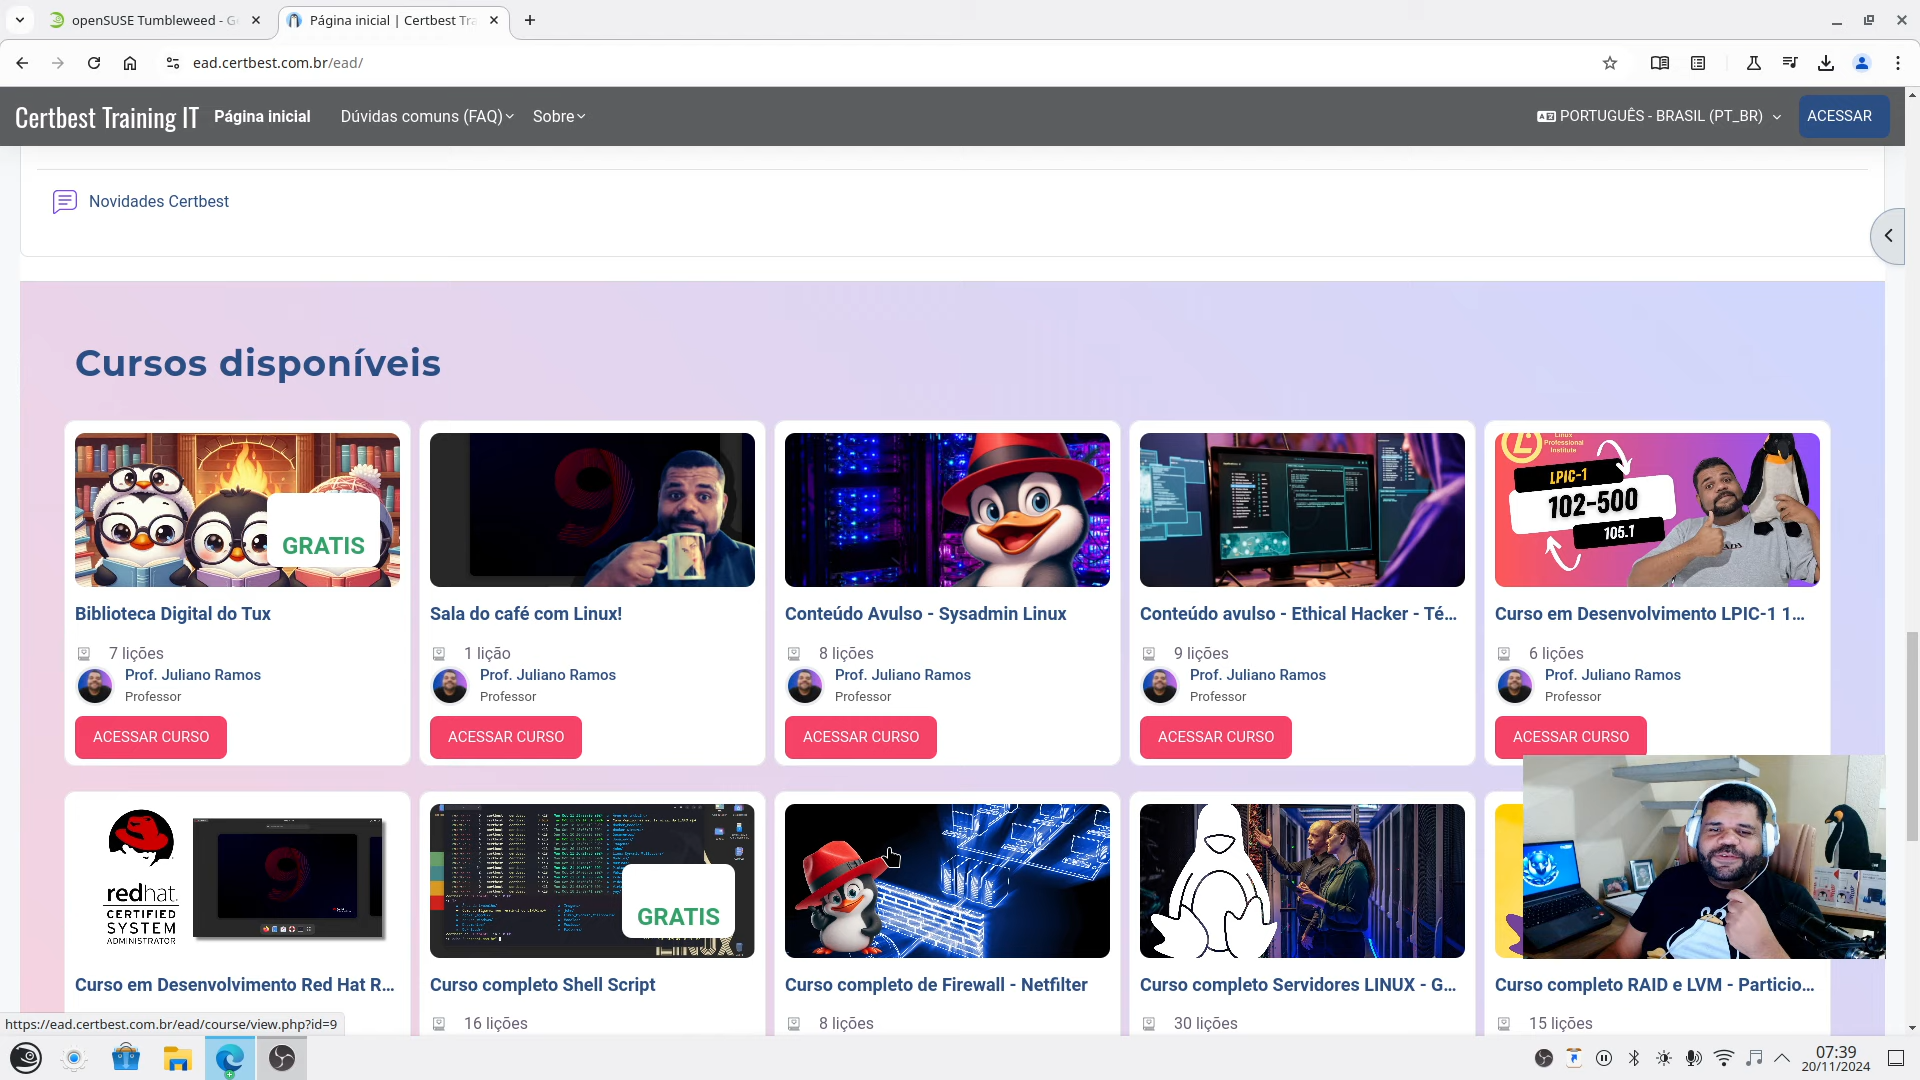 openSUSE Tumbleweed - G
Página inicial | Certbest Tra
ead.certbest.com.br/ead/
Certbest Training IT
Página inicial
Dúvidas comuns (FAQ)
Sobre
PORTUGUÊS - BRASIL (PT_BR)
ACESSAR
Novidades Certbest
Cursos disponíveis
GRATIS
Linux
Professional
Institute
LPIC-1
102-500
105.1
Biblioteca Digital do Tux
Sala do café com Linux!
Conteúdo Avulso - Sysadmin Linux
Conteúdo avulso - Ethical Hacker - Té...
Curso em Desenvolvimento LPIC-1 1...
7 lições
1 lição
8 lições
9 lições
6 lições
Prof. Juliano Ramos
Professor
Prof. Juliano Ramos
Professor
Prof. Juliano Ramos
Professor
Prof. Juliano Ramos
Professor
Prof. Juliano Ramos
Professor
ACESSAR CURSO
ACESSAR CURSO
ACESSAR CURSO
ACESSAR CURSO
ACESSAR CURSO
redhat.
CERTIFIED
SYSTEM
ADMINISTRATOR
GRATIS
Curso em Desenvolvimento Red Hat R...
Curso completo Shell Script
Curso completo de Firewall - Netfilter
Curso completo Servidores LINUX - G...
Curso completo RAID e LVM - Particio...
16 lições
8 lições
30 lições
15 lições
https://ead.certbest.com.br/ead/course/view.php?id=9
07:39
20/11/2024